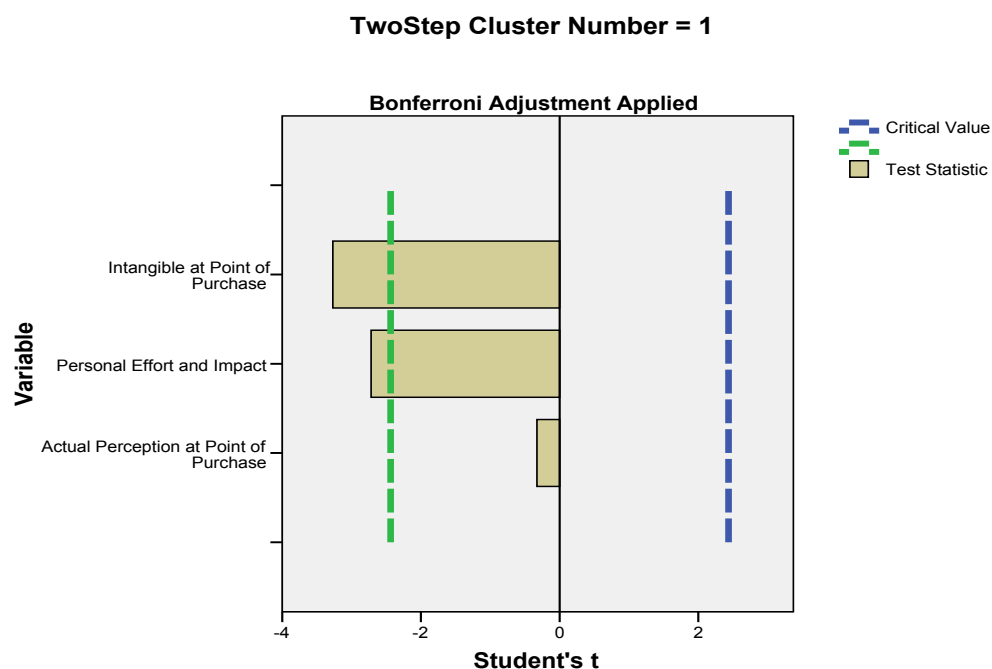 TwoStep Cluster Number = 1
Bonferroni Adjustment Applied
Critical Value
Test Statistic
Intangible at Point of
Purchase
Personal Effort and Impact
Actual Perception at Point of
Purchase
Variable
-4 -2 0 2
Student's t